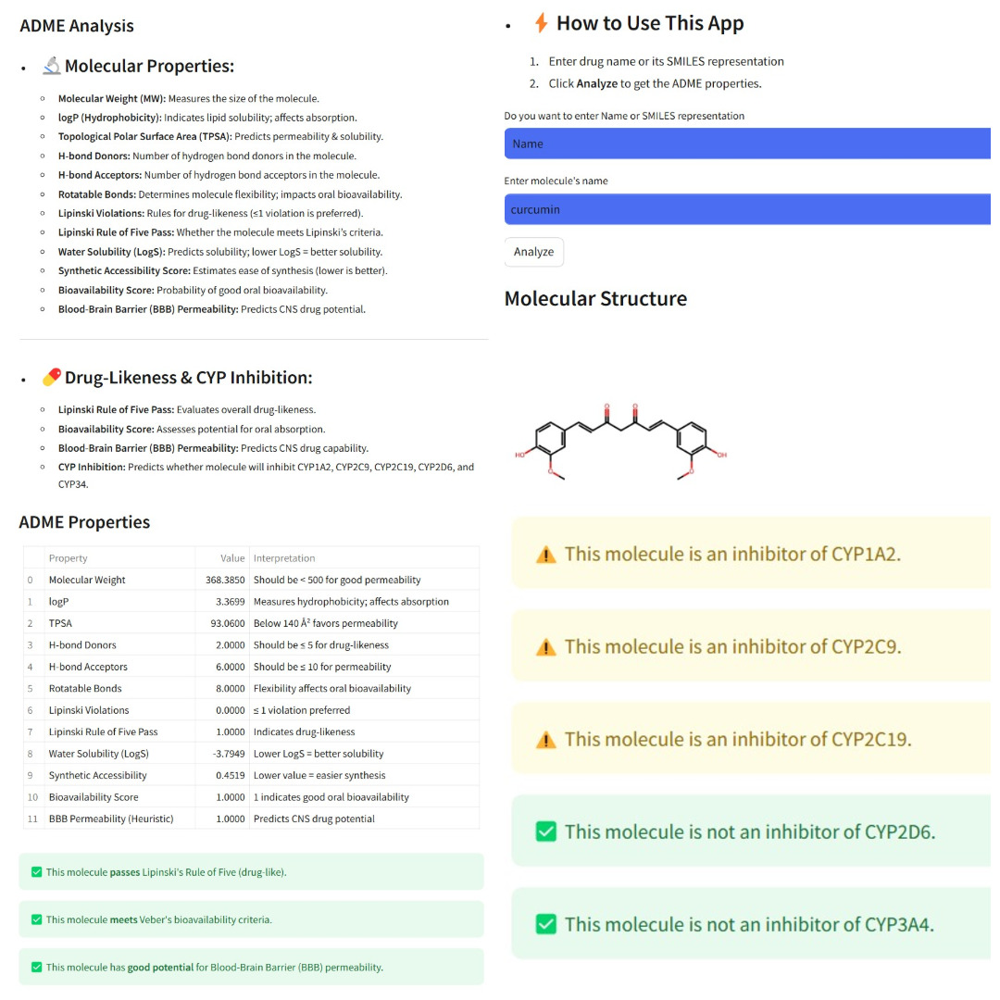 ADME Analysis
🔬 Molecular Properties:
Molecular Weight (MW): Measures the size of the molecule.
logP (Hydrophobicity): Indicates lipid solubility; affects absorption.
Topological Polar Surface Area (TPSA): Predicts permeability & solubility.
H-bond Donors: Number of hydrogen bond donors in the molecule.
H-bond Acceptors: Number of hydrogen bond acceptors in the molecule.
Rotatable Bonds: Determines molecule flexibility; impacts oral bioavailability.
Lipinski Violations: Rules for drug-likeness (≤1 violation is preferred).
Lipinski Rule of Five Pass: Whether the molecule meets Lipinski's criteria.
Water Solubility (LogS): Predicts solubility; lower LogS = better solubility.
Synthetic Accessibility Score: Estimates ease of synthesis (lower is better).
Bioavailability Score: Probability of good oral bioavailability.
Blood-Brain Barrier (BBB) Permeability: Predicts CNS drug potential.
💊 Drug-Likeness & CYP Inhibition:
Lipinski Rule of Five Pass: Evaluates overall drug-likeness.
Bioavailability Score: Assesses potential for oral absorption.
Blood-Brain Barrier (BBB) Permeability: Predicts CNS drug capability.
CYP Inhibition: Predicts whether molecule will inhibit CYP1A2, CYP2C9, CYP2C19, CYP2D6, and
CYP34.
ADME Properties
Property Value Interpretation
0 Molecular Weight 368.3850 Should be < 500 for good permeability
1 logP 3.3699 Measures hydrophobicity; affects absorption
2 TPSA 93.0600 Below 140 Å² favors permeability
3 H-bond Donors 2.0000 Should be ≤ 5 for drug-likeness
4 H-bond Acceptors 6.0000 Should be ≤ 10 for permeability
5 Rotatable Bonds 8.0000 Flexibility affects oral bioavailability
6 Lipinski Violations 0.0000 ≤ 1 violation preferred
7 Lipinski Rule of Five Pass 1.0000 Indicates drug-likeness
8 Water Solubility (LogS) -3.7949 Lower LogS = better solubility
9 Synthetic Accessibility 0.4519 Lower value = easier synthesis
10 Bioavailability Score 1.0000 1 indicates good oral bioavailability
11 BBB Permeability (Heuristic) 1.0000 Predicts CNS drug potential
✅ This molecule passes Lipinski's Rule of Five (drug-like).
✅ This molecule meets Veber's bioavailability criteria.
✅ This molecule has good potential for Blood-Brain Barrier (BBB) permeability.
⚡ How to Use This App
1. Enter drug name or its SMILES representation
2. Click Analyze to get the ADME properties.
Do you want to enter Name or SMILES representation
Name
Enter molecule's name
curcumin
Analyze
Molecular Structure
O O
HO OH
O O
⚠️ This molecule is an inhibitor of CYP1A2.
⚠️ This molecule is an inhibitor of CYP2C9.
⚠️ This molecule is an inhibitor of CYP2C19.
✅ This molecule is not an inhibitor of CYP2D6.
✅ This molecule is not an inhibitor of CYP3A4.